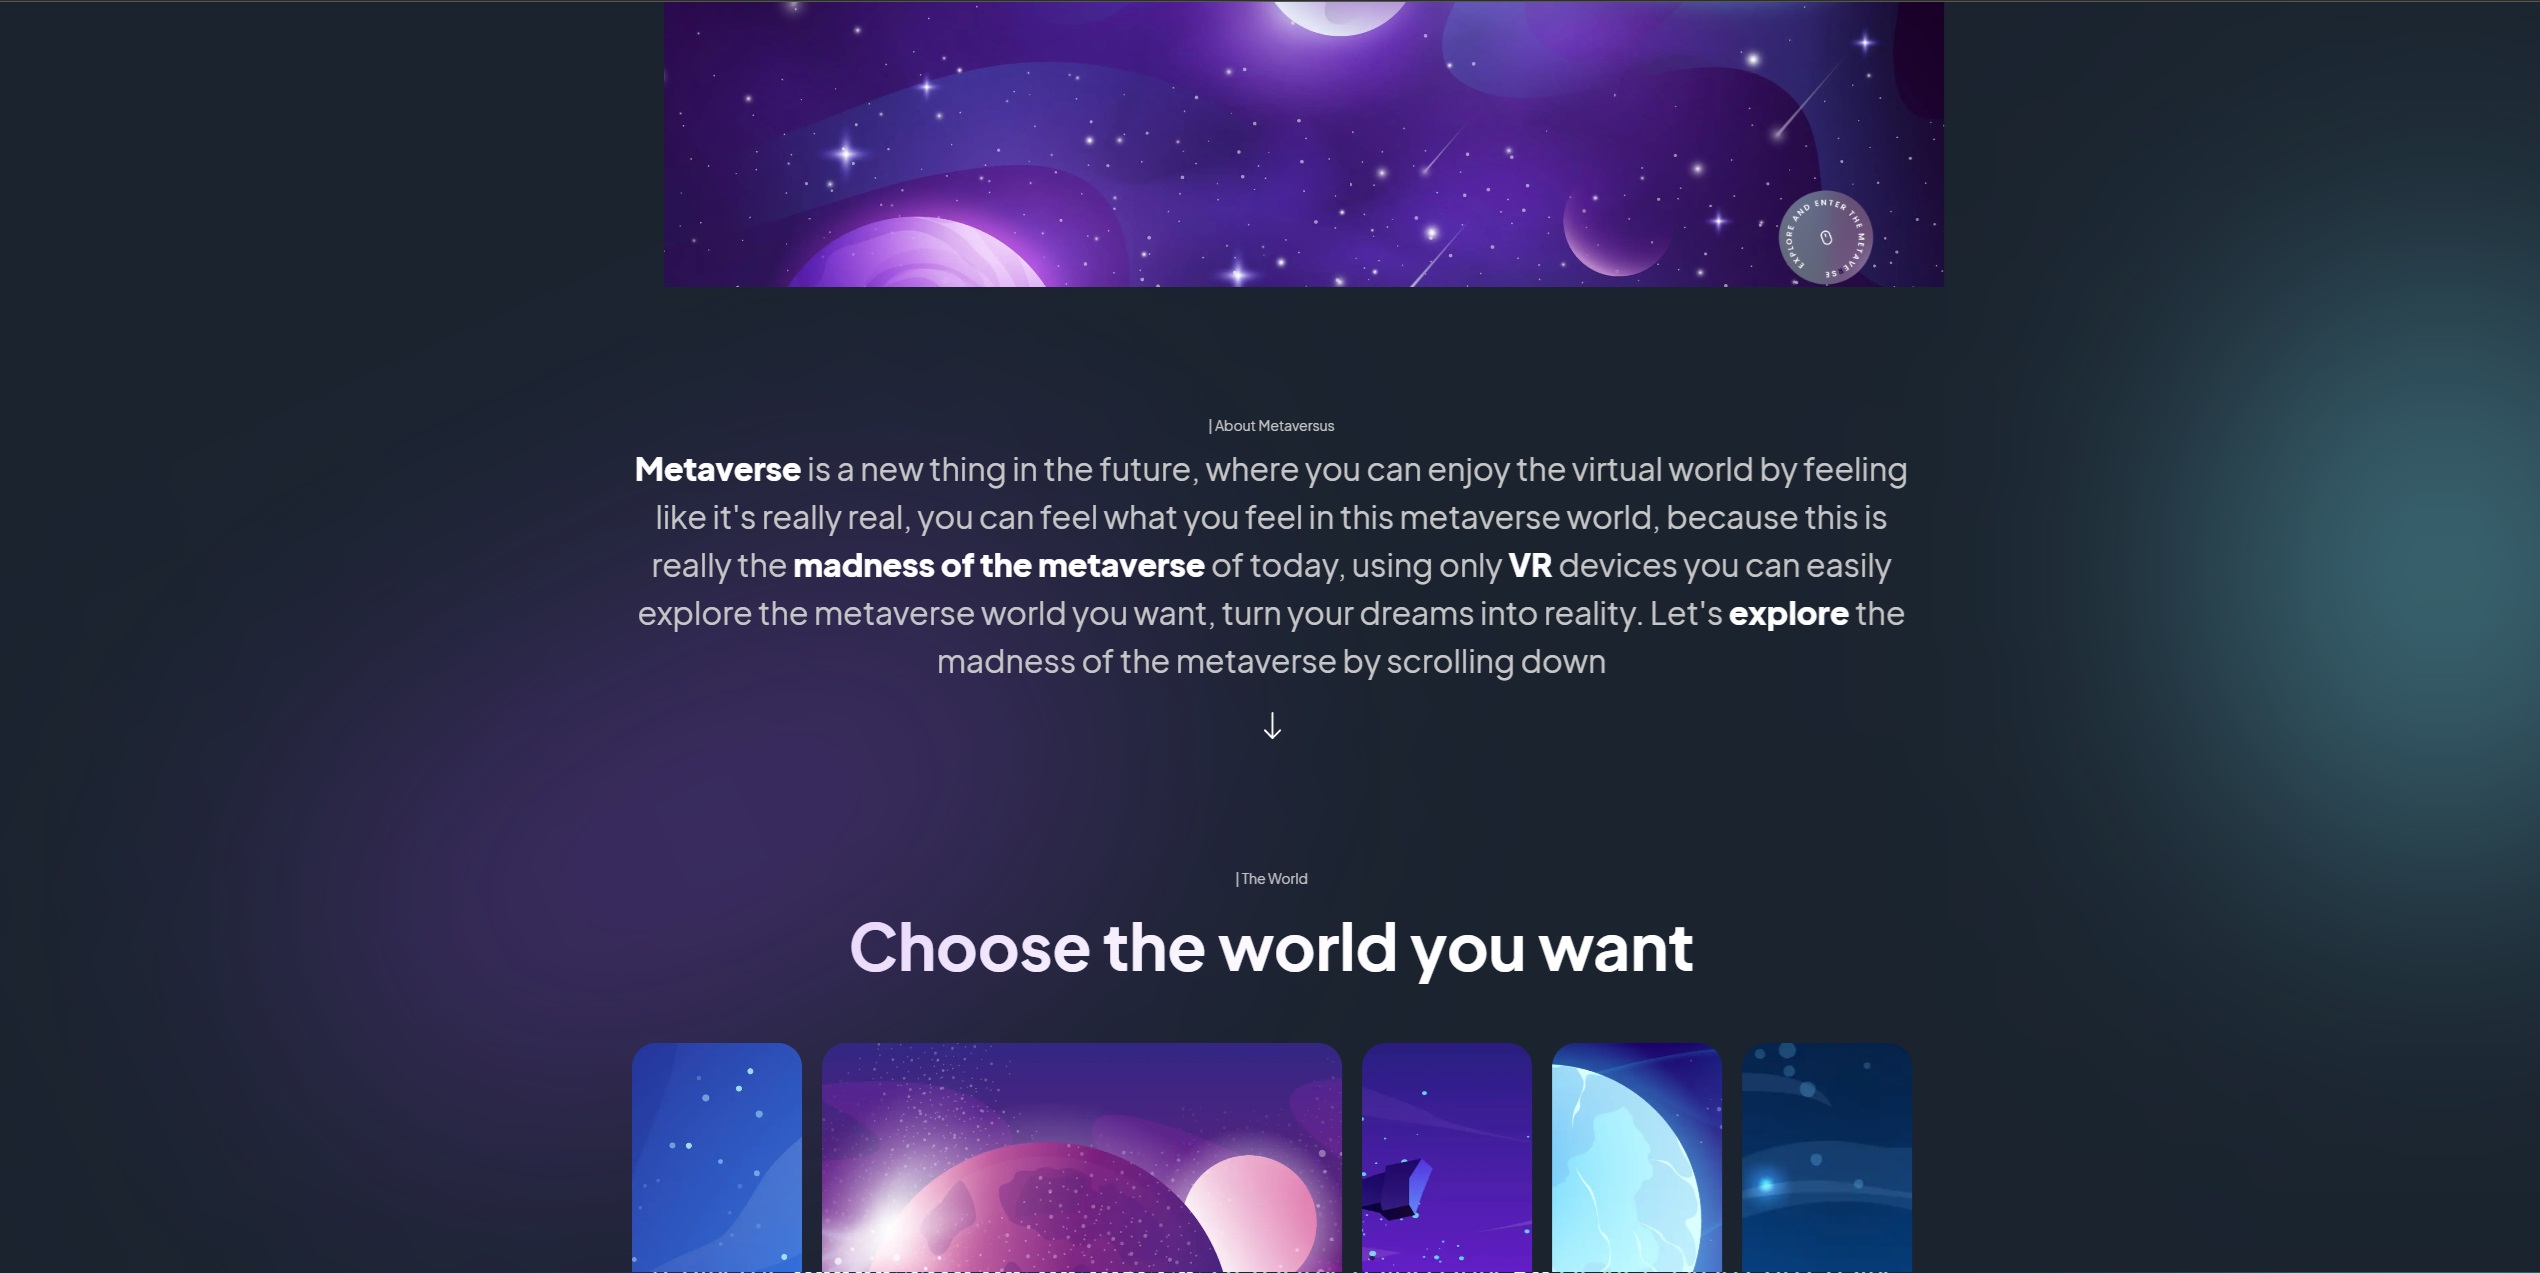 EXPLORE AND ENTER THE METAVERSE
| About Metaversus
Metaverse is a new thing in the future, where you can enjoy the virtual world by feeling
like it's really real, you can feel what you feel in this metaverse world, because this is
really the madness of the metaverse of today, using only VR devices you can easily
explore the metaverse world you want, turn your dreams into reality. Let's explore the
madness of the metaverse by scrolling down
| The World
Choose the world you want